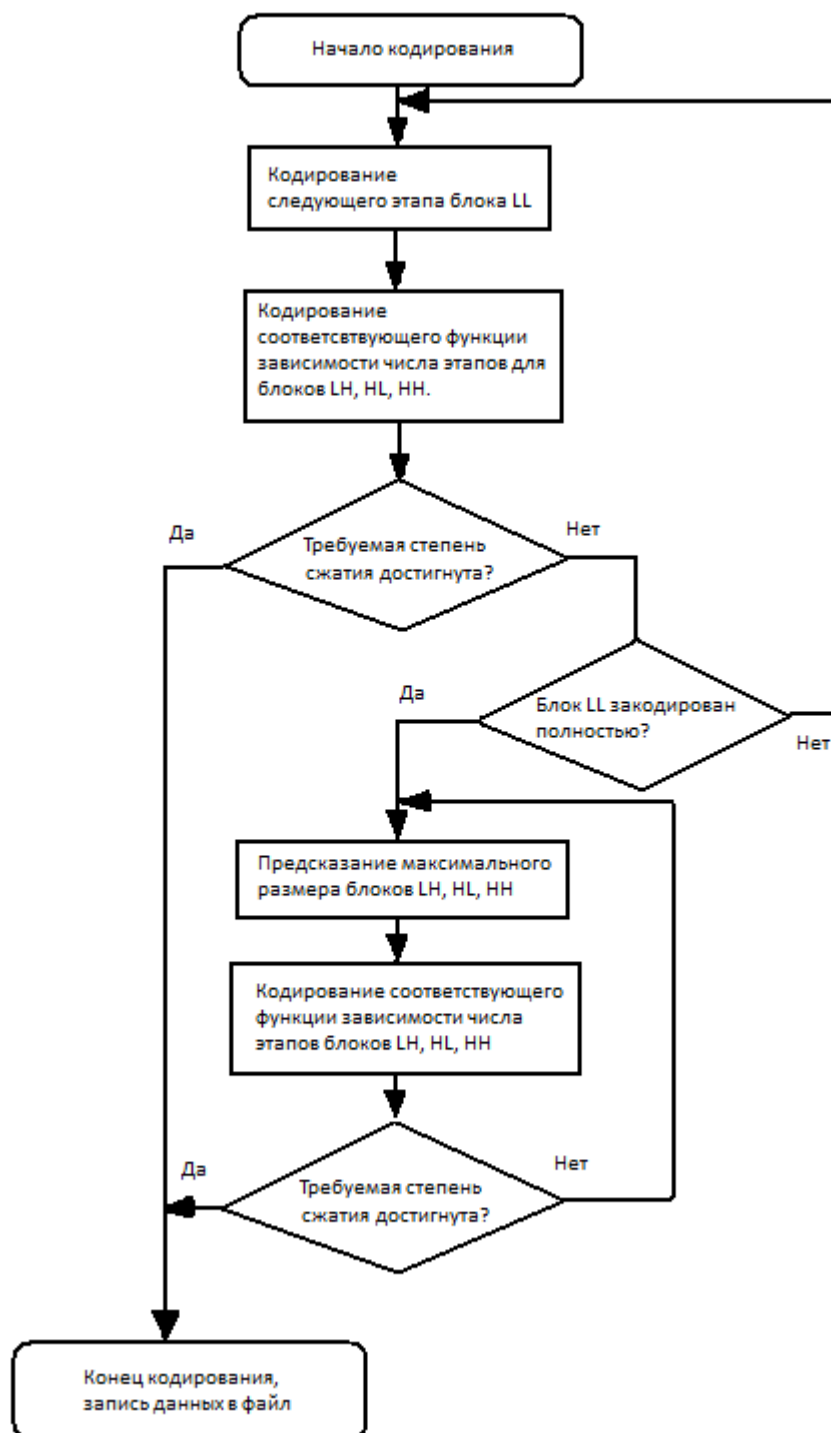 Начало кодирования
Кодирование
следующего этапа блока LL
Кодирование
соответсвтвующего функции
зависимости числа этапов для
блоков LH, HL, HH.
Да
Нет
Требуемая степень
сжатия достигнута?
Да
Блок LL закодирован
полностью?
Нет
Предсказание максимального
размера блоков LH, HL, HH
Кодирование соответствующего
функции зависимости числа
этапов блоков LH, HL, HH
Да
Нет
Требуемая степень
сжатия достигнута?
Конец кодирования,
запись данных в файл